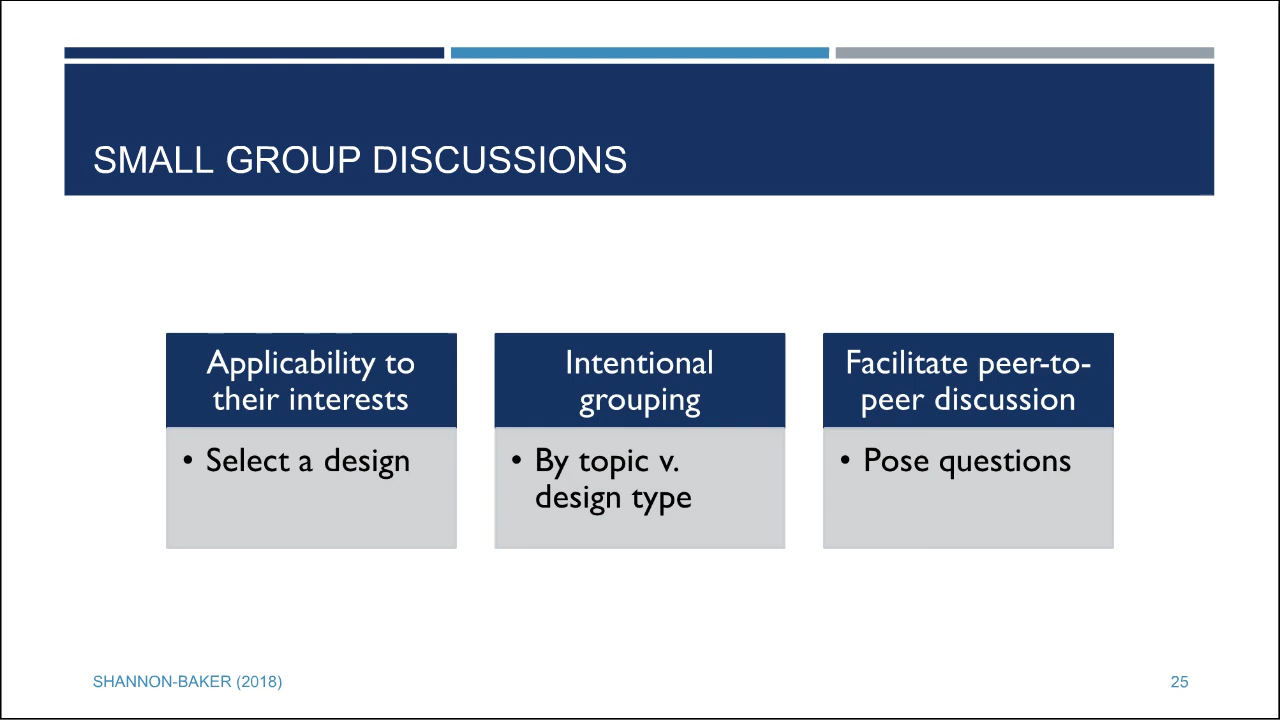 SMALL GROUP DISCUSSIONS
Applicability to
their interests
• Select a design
Intentional
grouping
• By topic v.
design type
Facilitate peer-to-
peer discussion
• Pose questions
SHANNON-BAKER (2018)
25